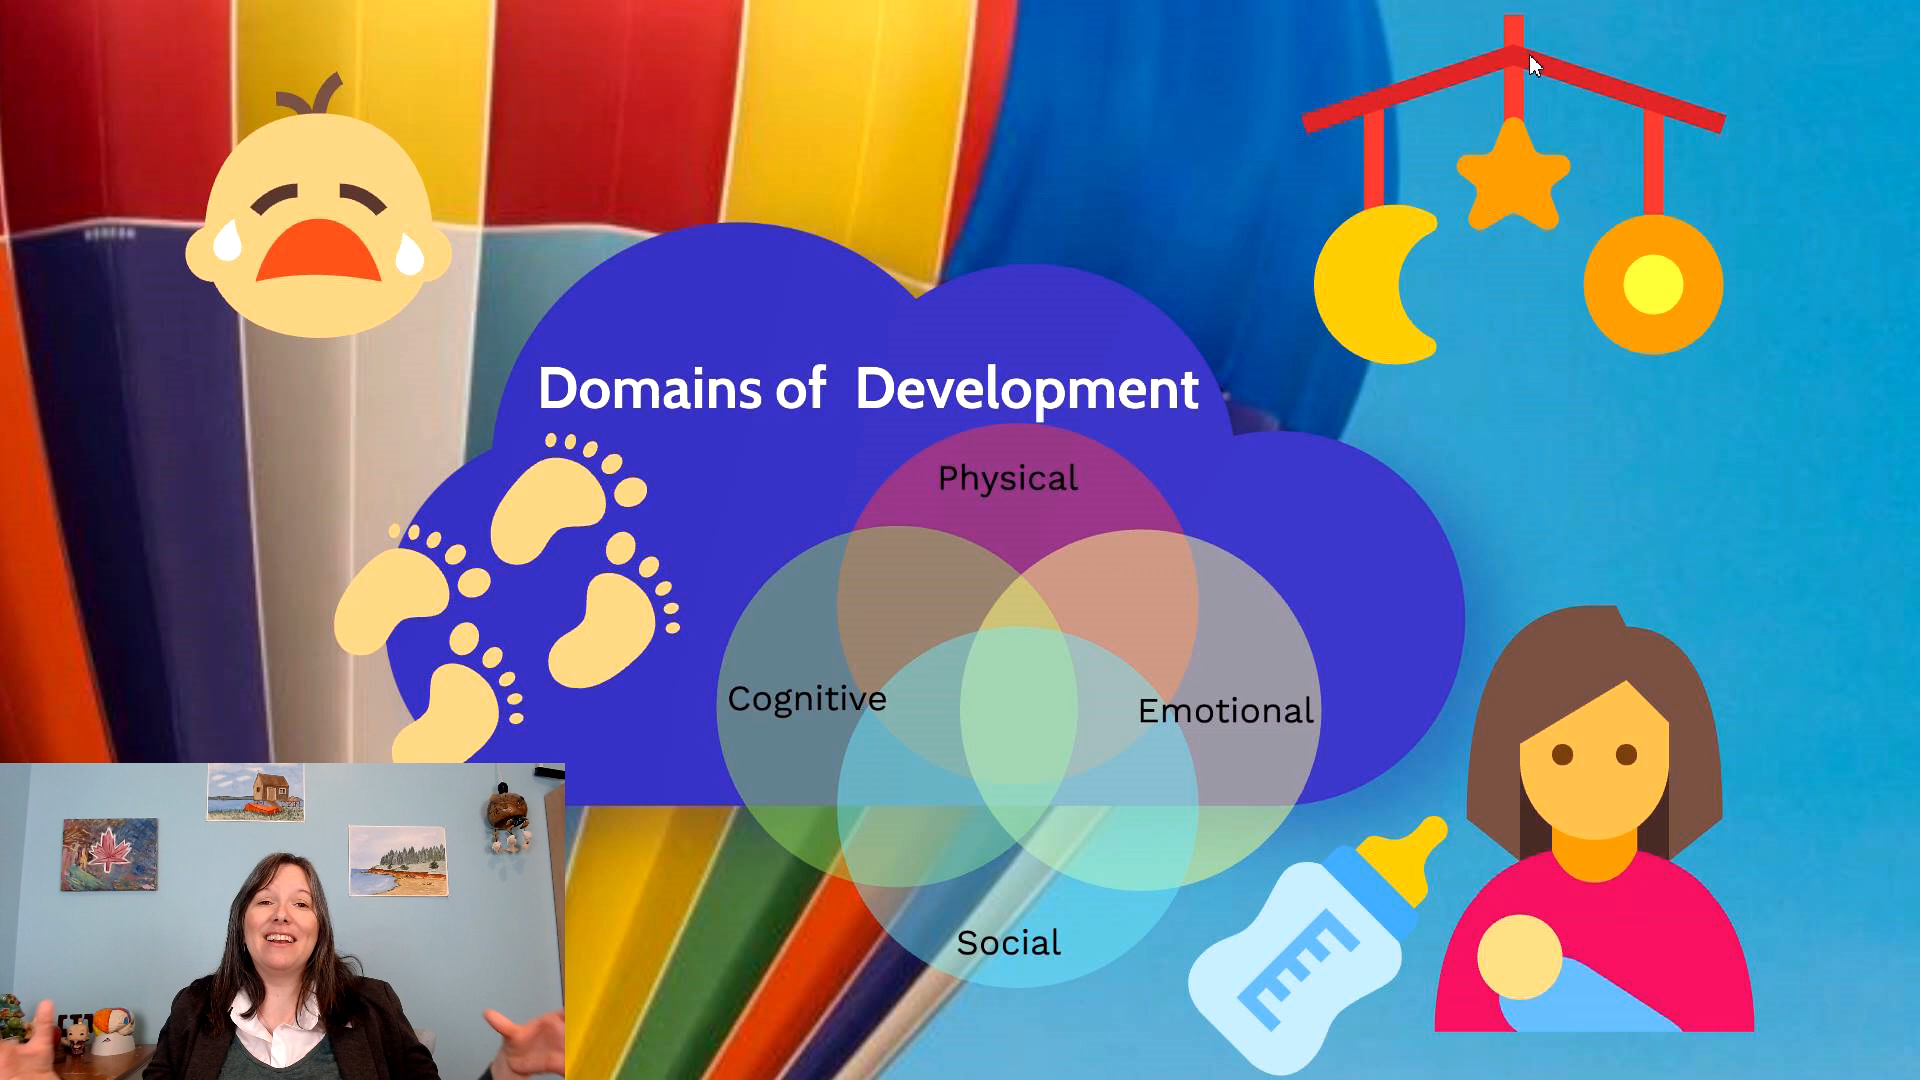 Domains of Development
Physical
Cognitive
Emotional
Social